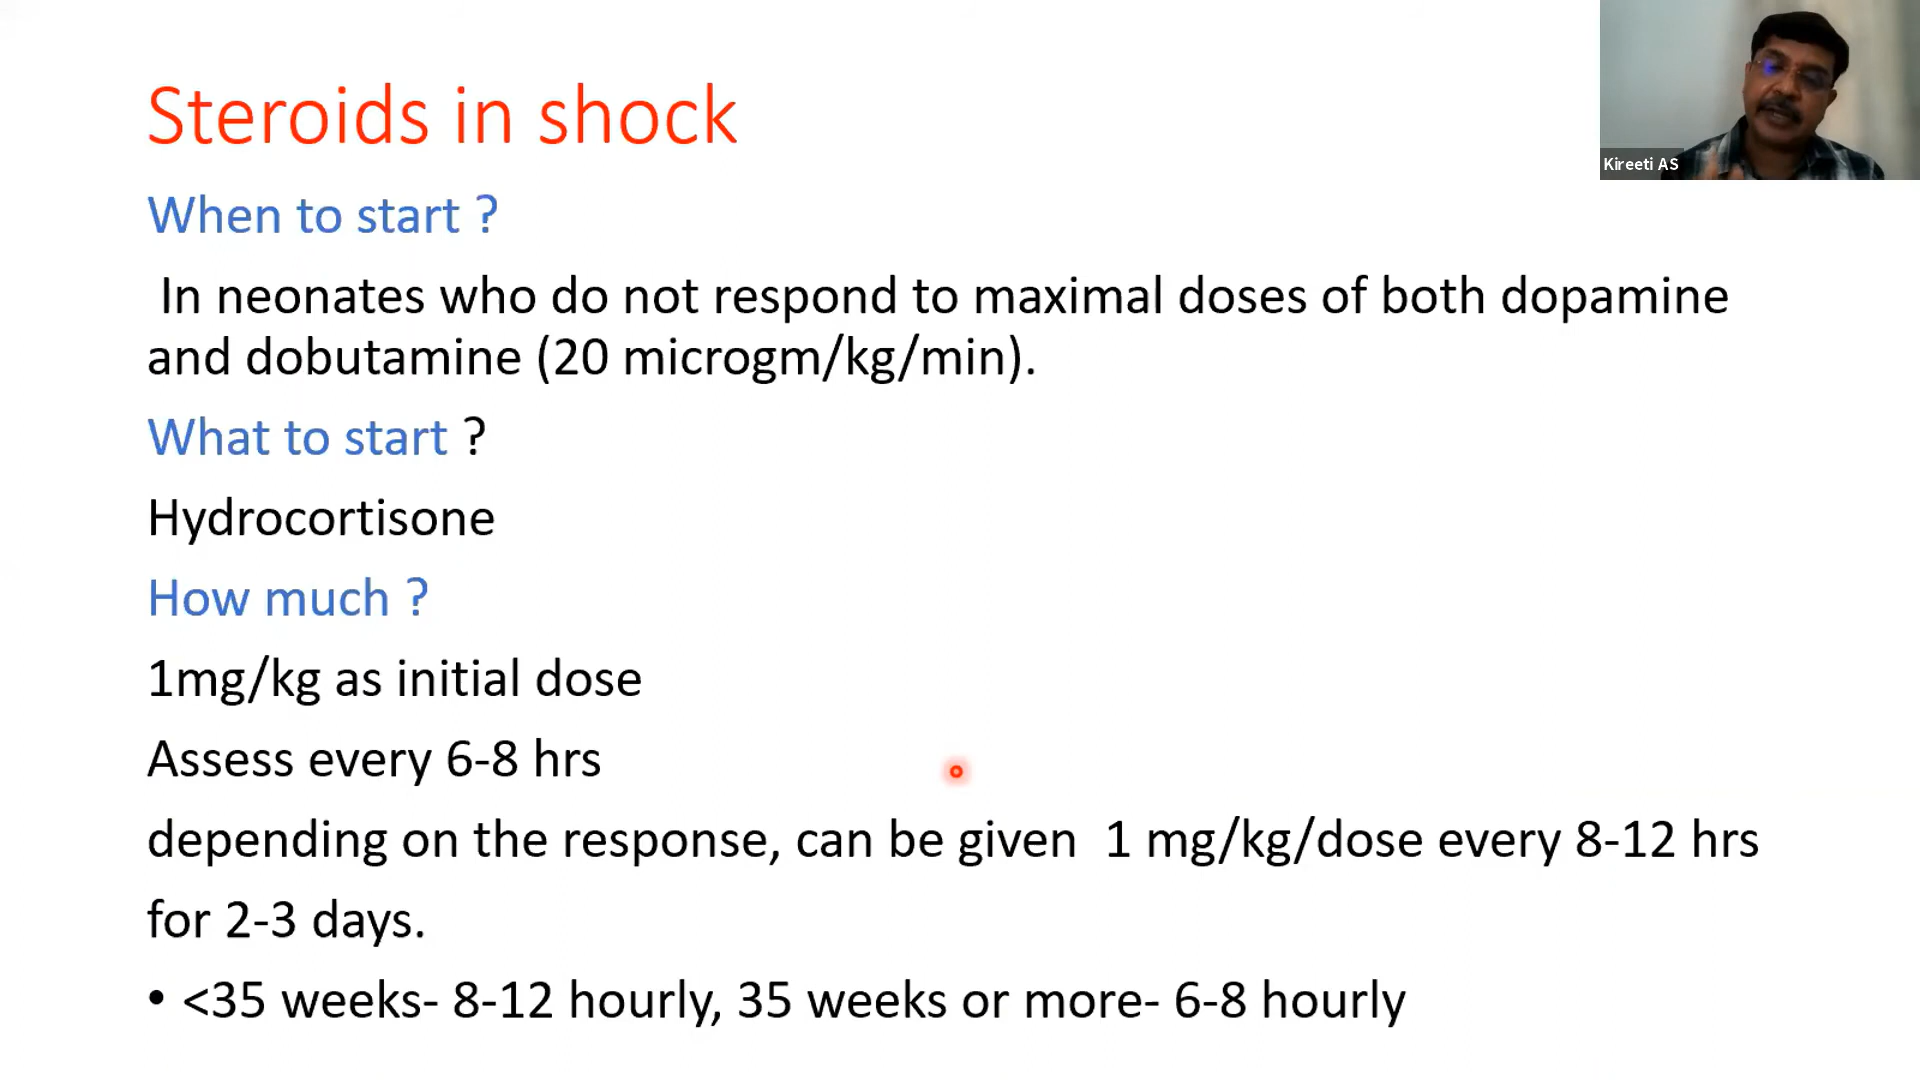 Steroids in shock
Kireeti AS
When to start ?
In neonates who do not respond to maximal doses of both dopamine
and dobutamine (20 microgm/kg/min).
What to start ?
Hydrocortisone
How much ?
1mg/kg as initial dose
Assess every 6-8 hrs
depending on the response, can be given 1 mg/kg/dose every 8-12 hrs
for 2-3 days.
• <35 weeks- 8-12 hourly, 35 weeks or more- 6-8 hourly